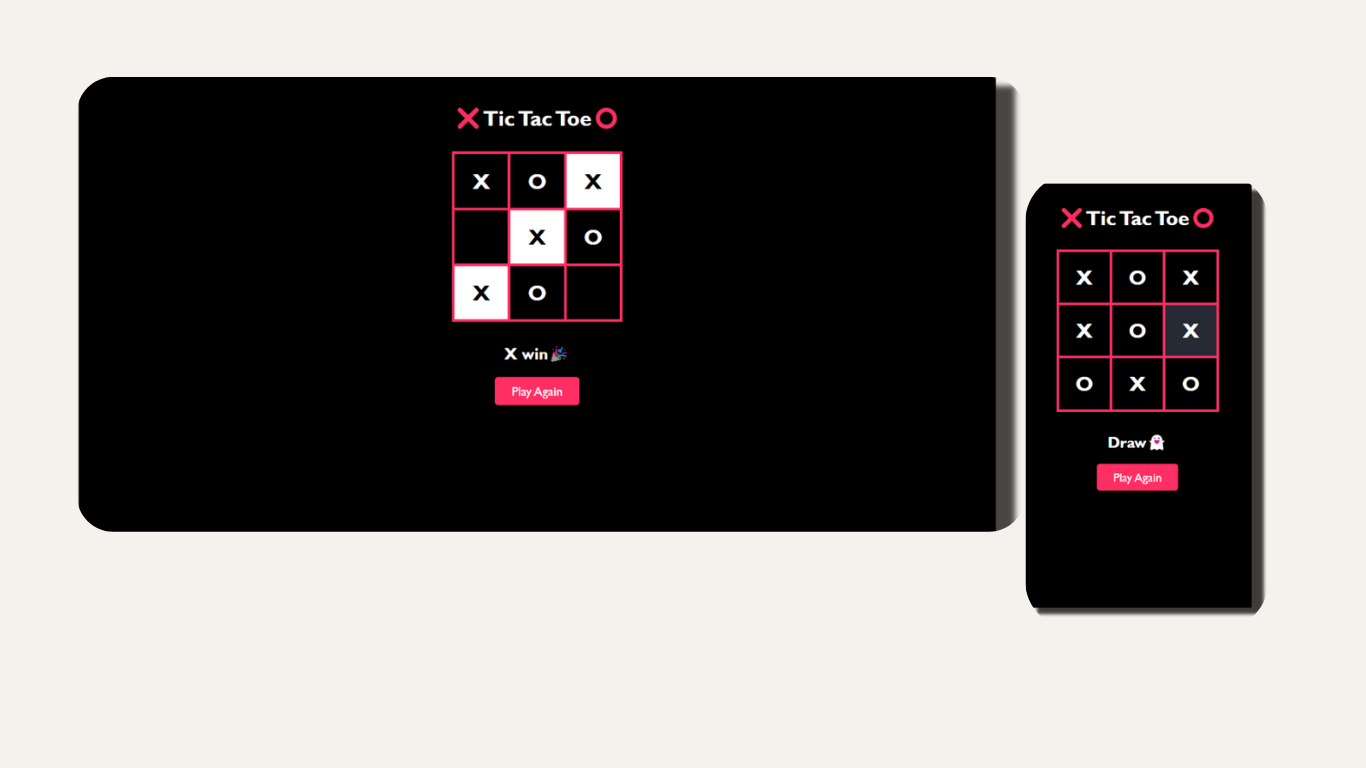 ❌ Tic Tac Toe ⭕
X O X
X O
X O
X win 🎉
Play Again
❌ Tic Tac Toe ⭕
X O X
X O X
O X O
Draw 👻
Play Again